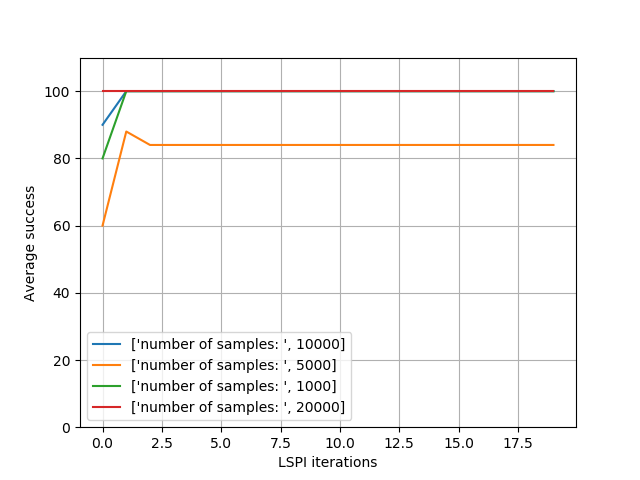 100
80
60
40
20
0
Average success
['number of samples: ', 10000]
['number of samples: ', 5000]
['number of samples: ', 1000]
['number of samples: ', 20000]
0.0 2.5 5.0 7.5 10.0 12.5 15.0 17.5
LSPI iterations